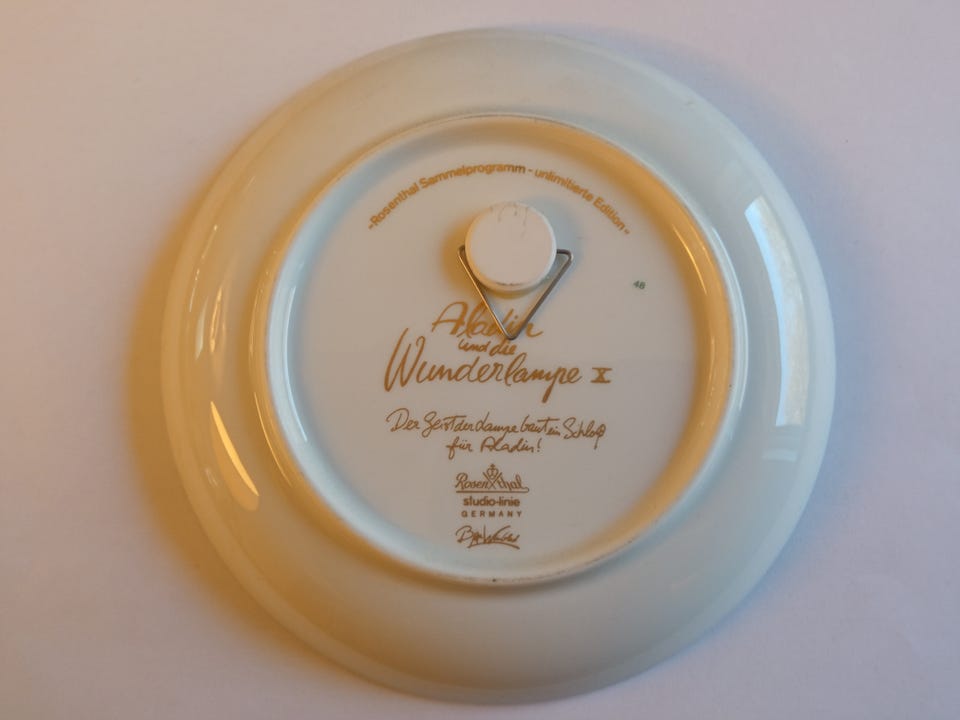 -Rosenthal Sammelprogramm - unlimitierte Edition-
48
Aladin
und die
Wunderlampe X
Der Geist der Lampe baut ein Schloß
für Aladin!
Rosenthal
studio-linie
GERMANY